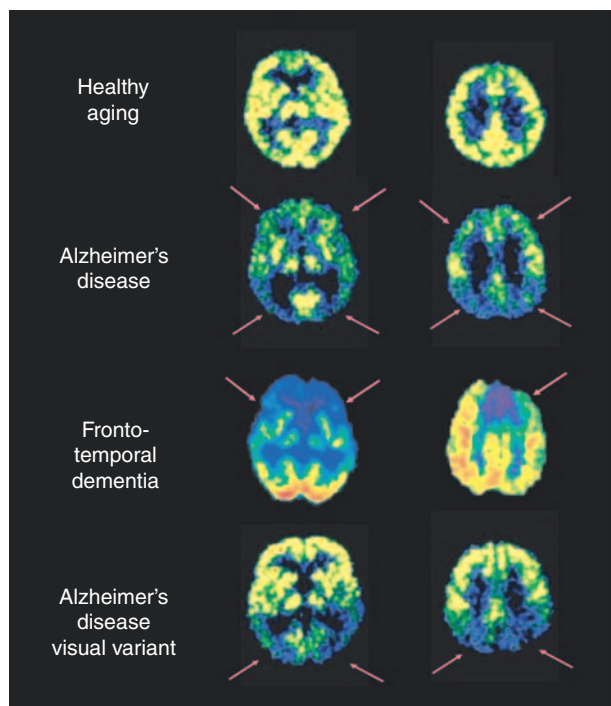 Healthy
aging
Alzheimer's
disease
Fronto-
temporal
dementia
Alzheimer's
disease
visual variant